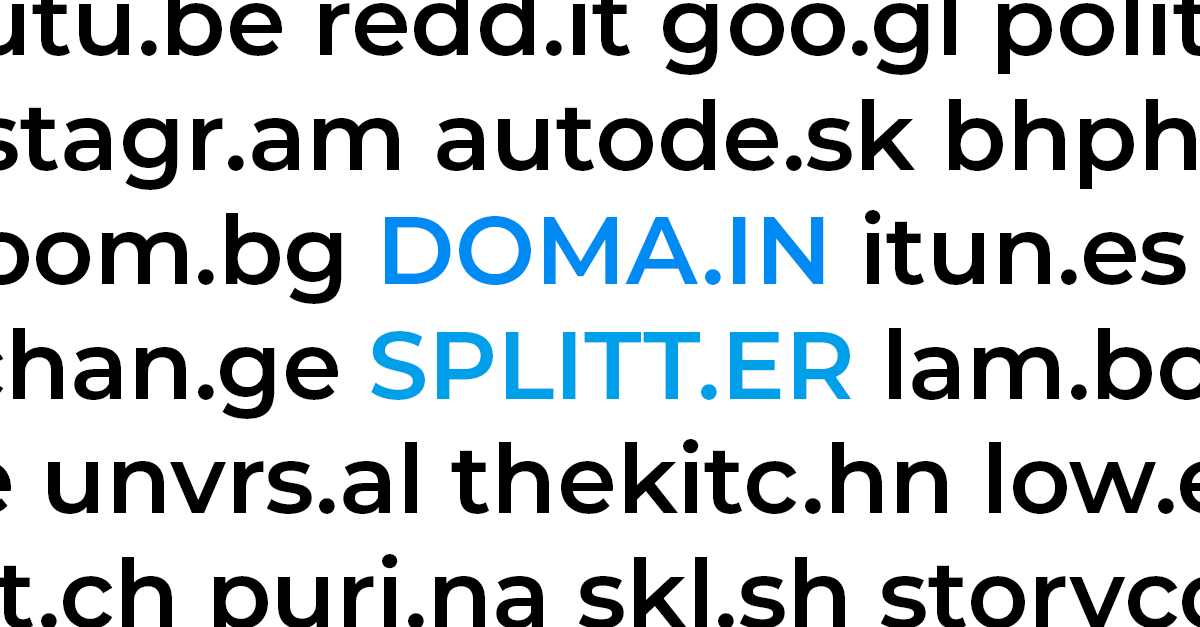 utu.be redd.it goo.gl polit
stagr.am autode.sk bhph
oom.bg DOMA.IN itun.es
chan.ge SPLITT.ER lam.bo
e unvrs.al thekitc.hn low.e
t.ch puri.na skl.sh storyco